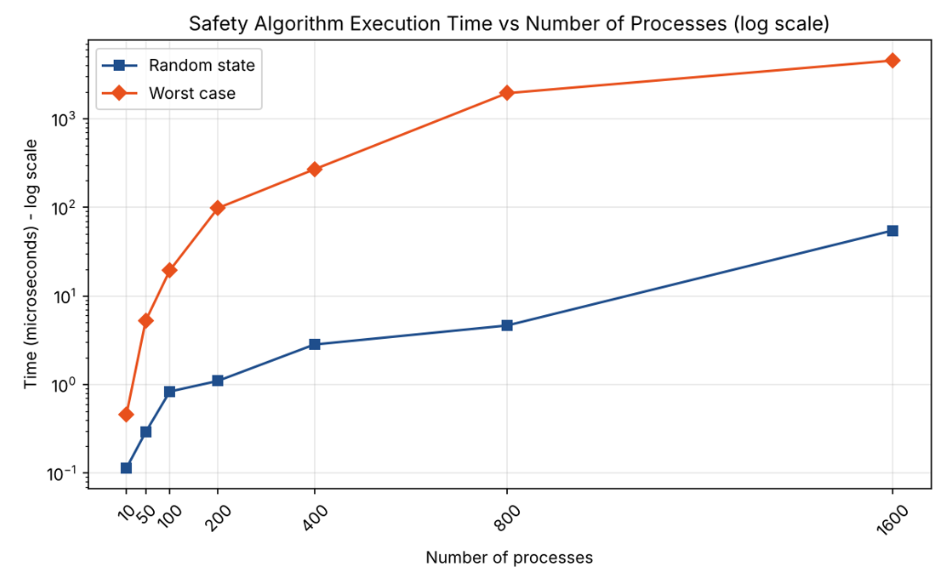 Safety Algorithm Execution Time vs Number of Processes (log scale)
Random state
Worst case
Time (microseconds) - log scale
10³
10²
10¹
10⁰
10⁻¹
10
50
100
200
400
800
1600
Number of processes